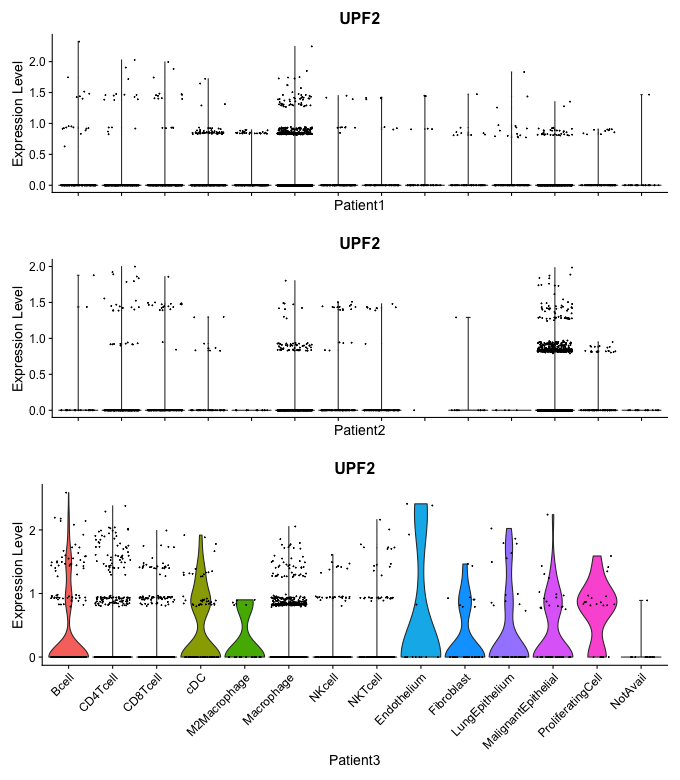 UPF2
Expression Level
2.0
1.5
1.0
0.5
0.0
Patient1
UPF2
Expression Level
2.0
1.5
1.0
0.5
0.0
Patient2
UPF2
Expression Level
2
1
0
Bcell
CD4Tcell
CD8Tcell
cDC
M2Macrophage
Macrophage
NKcell
NKTcell
Endothelium
Fibroblast
LungEpithelium
MalignantEpithelial
ProliferatingCell
NotAvail
Patient3